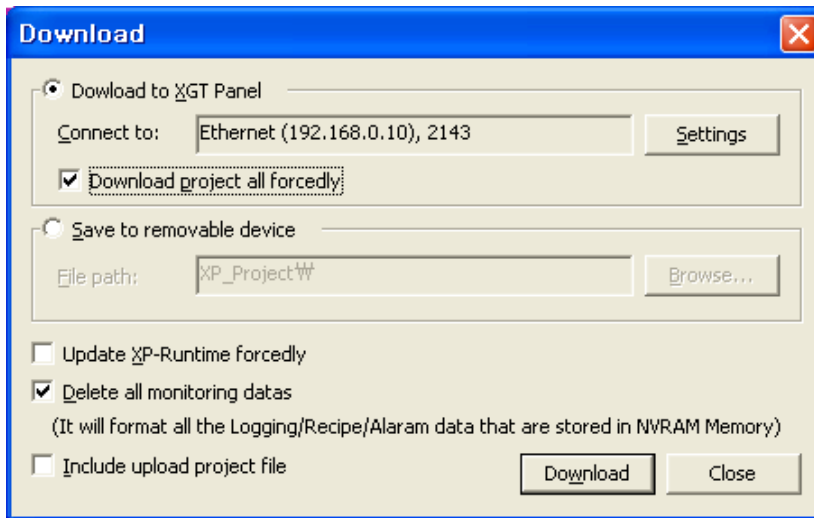 Download
Dowload to XGT Panel
Connect to: Ethernet (192.168.0.10), 2143 Settings
Download project all forcedly
Save to removable device
File path: XP_Project₩ Browse...
Update XP-Runtime forcedly
Delete all monitoring datas
(It will format all the Logging/Recipe/Alaram data that are stored in NVRAM Memory)
Include upload project file Download Close